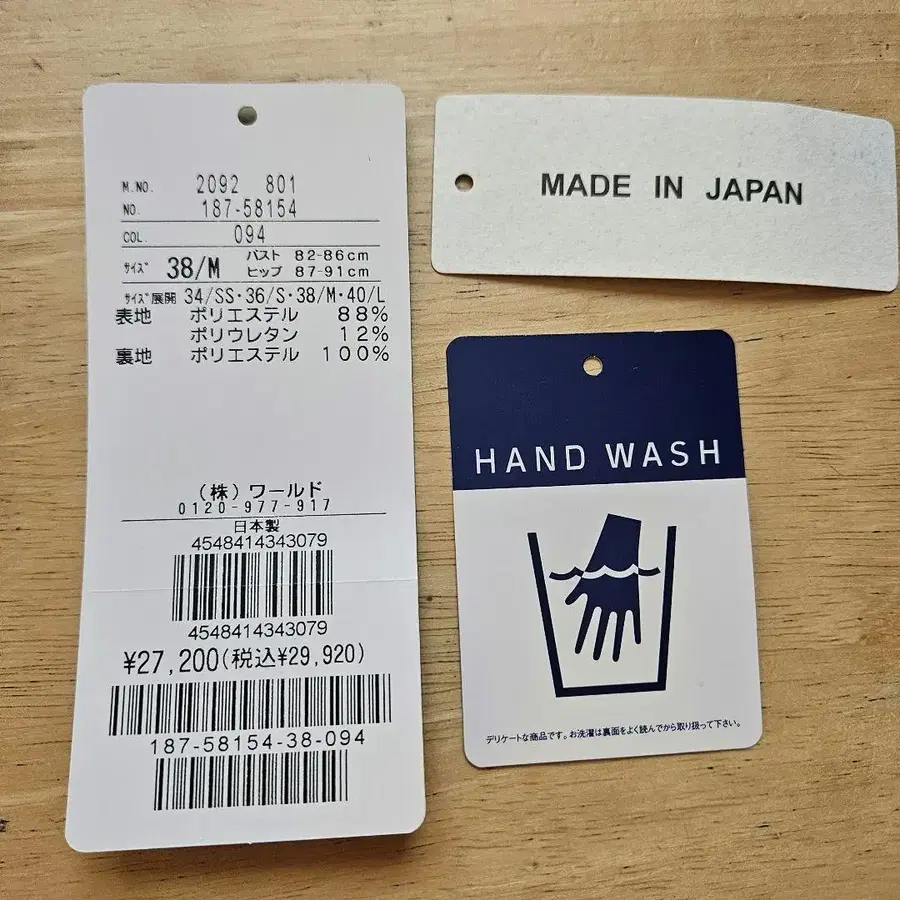 M.NO. 2092 801
NO. 187-58154
COL. 094
ｻｲｽﾞ 38/M バスト 82-86cm
ヒップ 87-91cm
ｻｲｽﾞ展開 34/SS・36/S・38/M・40/L
表地 ポリエステル 88%
ポリウレタン 12%
裏地 ポリエステル 100%
(株)ワールド
0120-977-917
日本製
4548414343079
4548414343079
¥27,200(税込¥29,920)
187-58154-38-094
MADE IN JAPAN
HAND WASH
デリケートな商品です。お洗濯は裏面をよく読んでから取り扱って下さい。